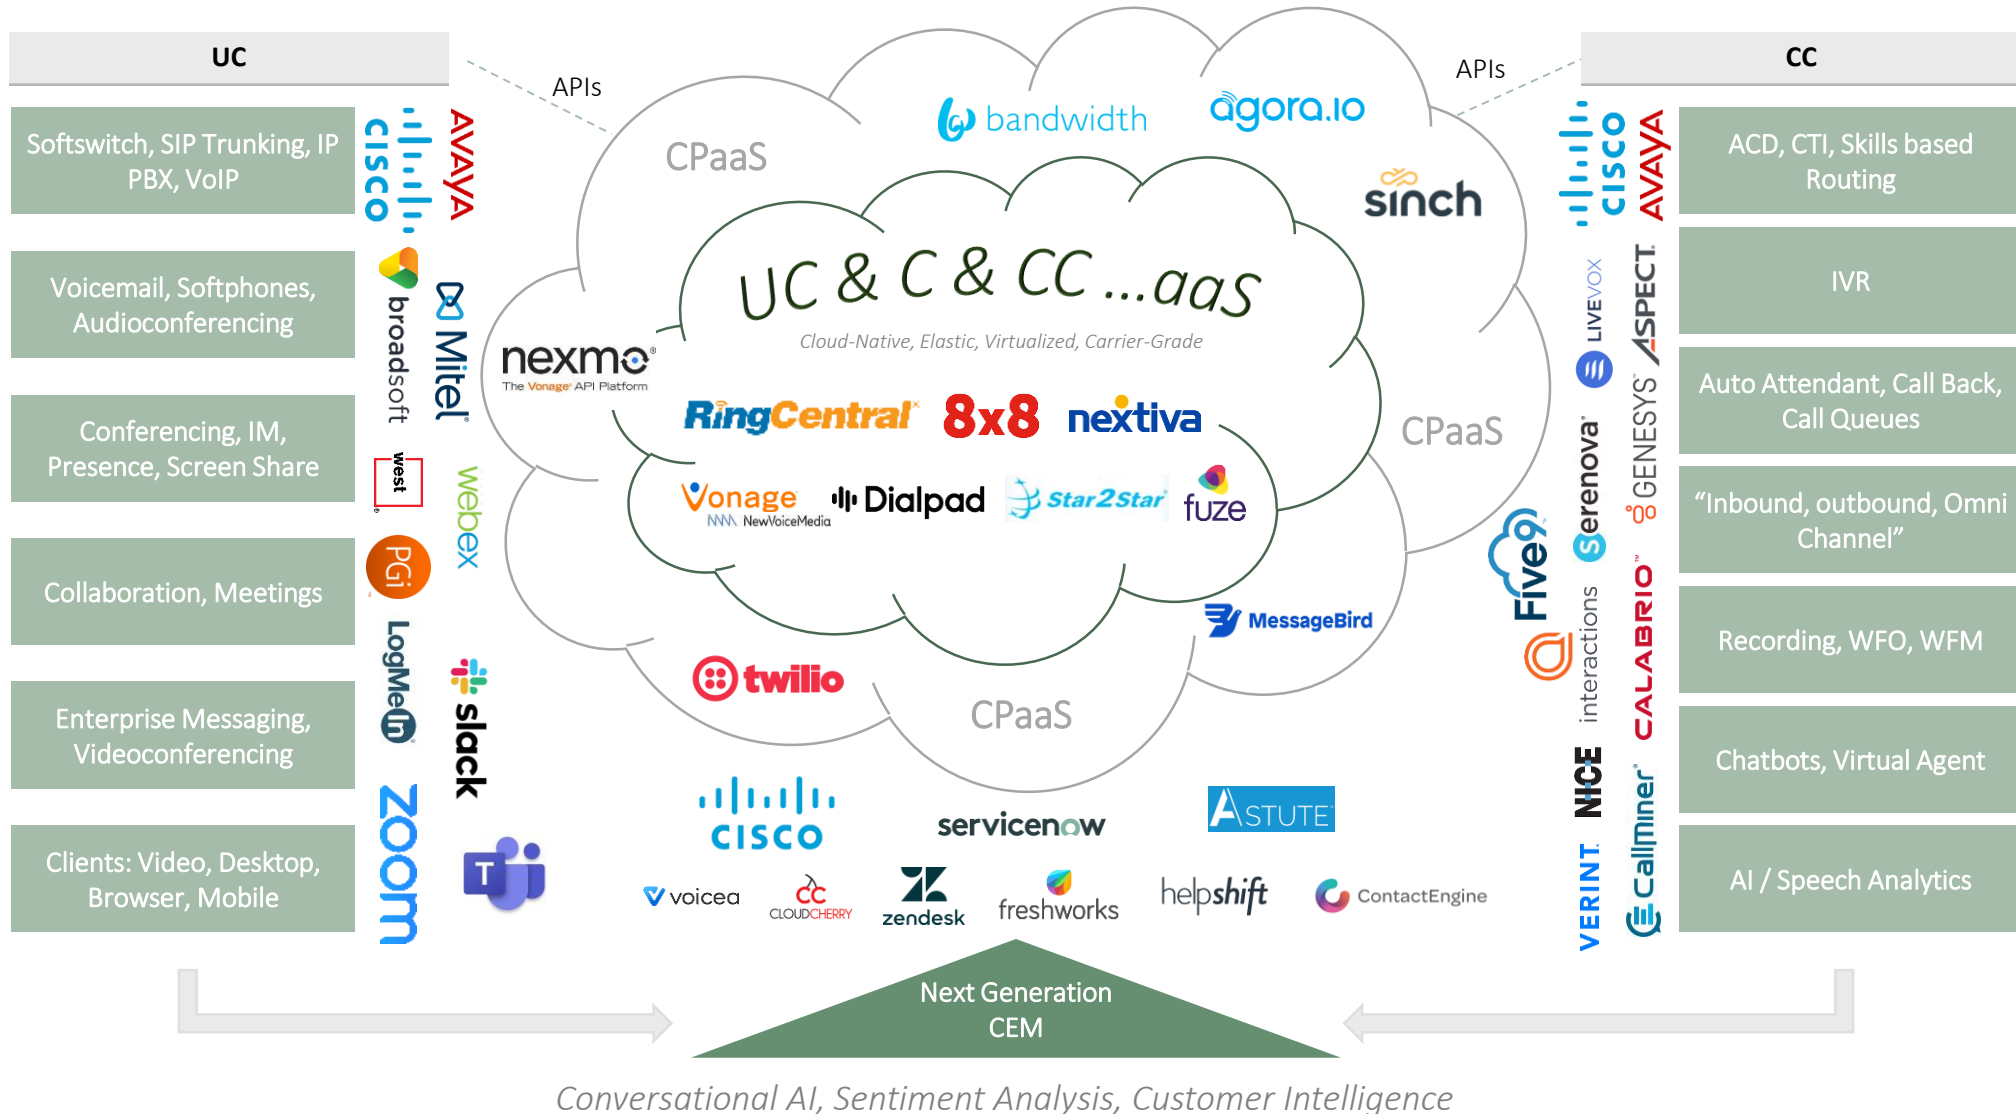 UC
APIs
APIs
CC
Softswitch, SIP Trunking, IP
PBX, VoIP
Voicemail, Softphones,
Audioconferencing
Conferencing, IM,
Presence, Screen Share
Collaboration, Meetings
Enterprise Messaging,
Videoconferencing
Clients: Video, Desktop,
Browser, Mobile
CISCO
AVAYA
broadsoft
Mitel®
west
webex
PGi™
LogMeIn®
slack
zoom
T
CPaaS
bandwidth
agora.io
sinch
UC & C & CC ...aaS
Cloud-Native, Elastic, Virtualized, Carrier-Grade
nexmo®
The Vonage® API Platform
RingCentral®
8x8
nextiva
CPaaS
Vonage
NewVoiceMedia
Dialpad
Star2Star®
fuze
MessageBird
twilio
CPaaS
CISCO
servicenow
ASTUTE™
voicea
CC
CLOUDCHERRY
zendesk
freshworks
helpshift
ContactEngine
CISCO
AVAYA
LIVEVOX
ASPECT®
GENESYS™
serenova®
Five9™
interactions
CALABRIO™
NICE
CallMiner®
VERINT.
ACD, CTI, Skills based
Routing
IVR
Auto Attendant, Call Back,
Call Queues
“Inbound, outbound, Omni
Channel”
Recording, WFO, WFM
Chatbots, Virtual Agent
AI / Speech Analytics
Next Generation
CEM
Conversational AI, Sentiment Analysis, Customer Intelligence